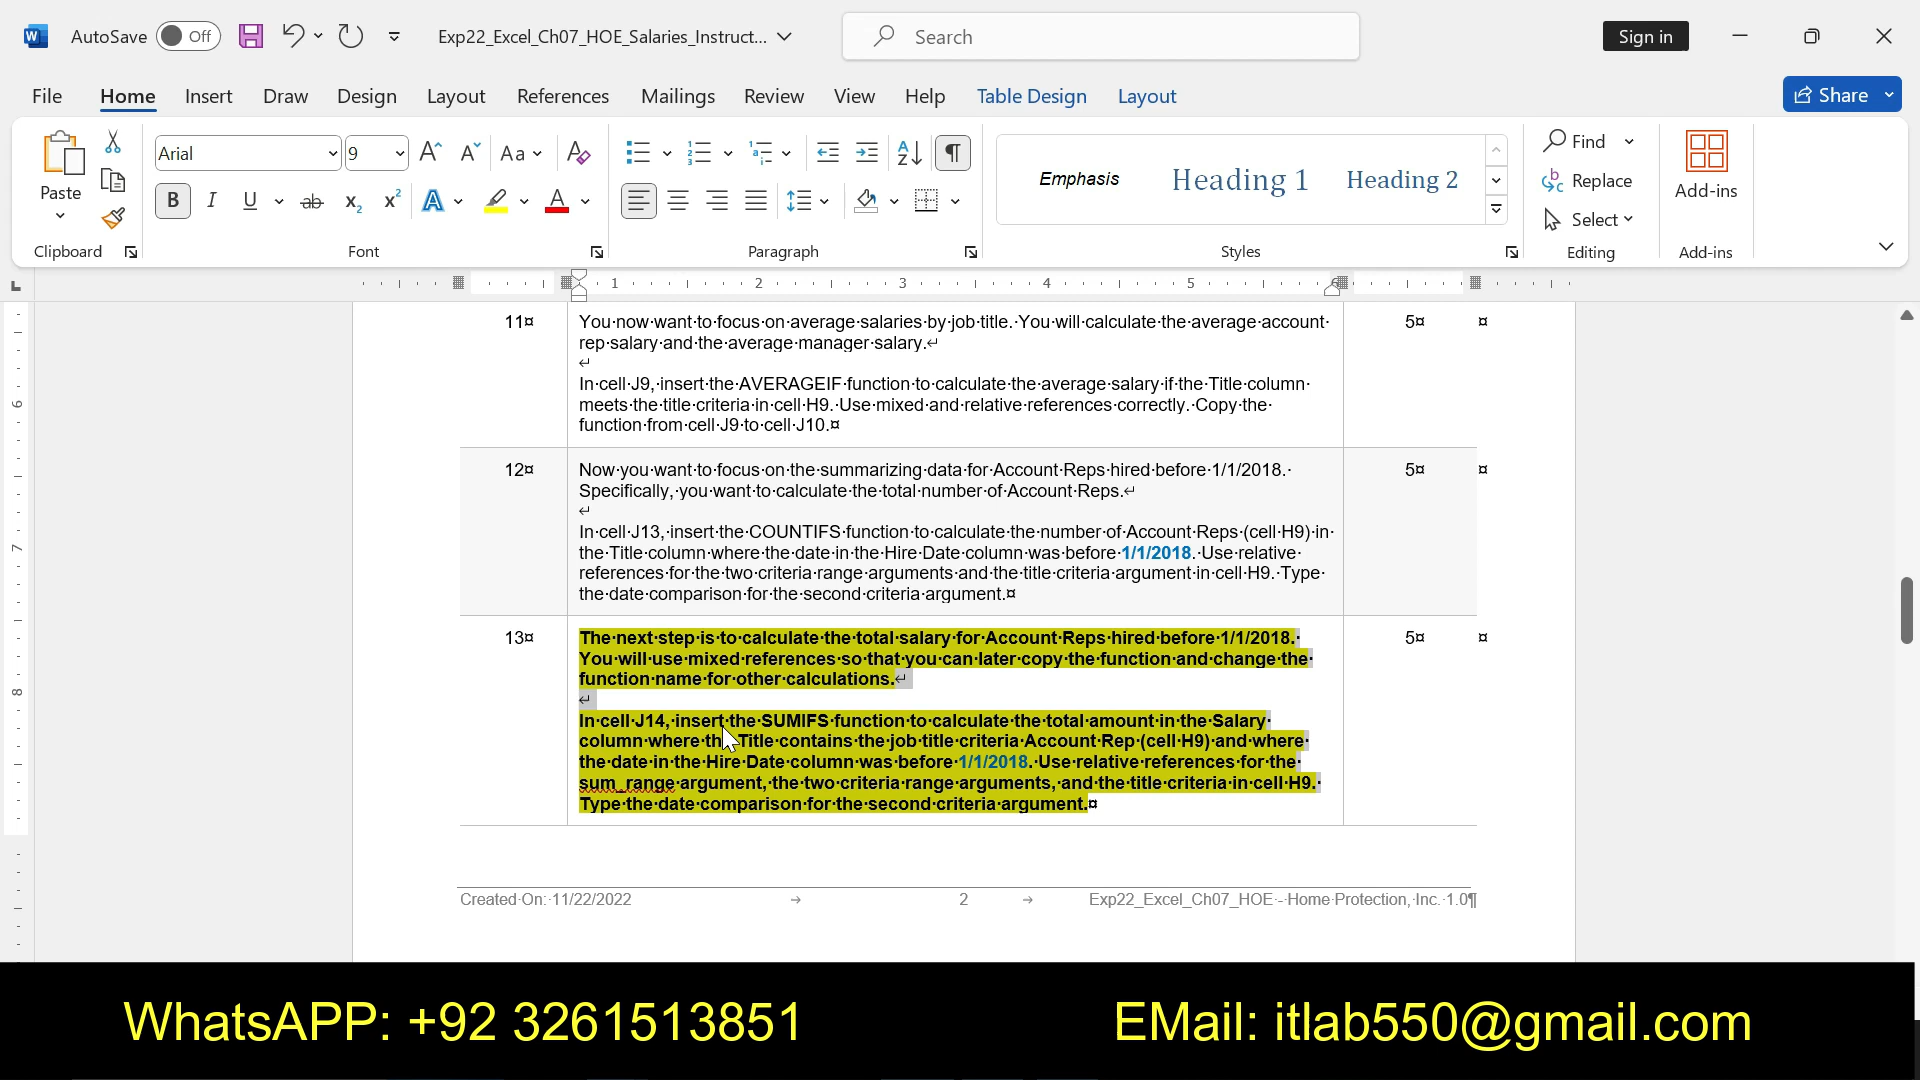 AutoSave Off Exp22_Excel_Ch07_HOE_Salaries_Instruct... Search Sign in
File Home Insert Draw Design Layout References Mailings Review View Help Table Design Layout Share
Paste
Clipboard
Arial 9
Font
Paragraph
Emphasis Heading 1 Heading 2
Styles
Find
Replace
Select
Editing
Add-ins
Add-ins
1 2 3 4 5 6
6
7
8
11¤ You·now·want·to·focus·on·average·salaries·by·job·title.·You·will·calculate·the·average·account· 5¤ ¤
rep·salary·and·the·average·manager·salary.↵
↵
In·cell·J9,·insert·the·AVERAGEIF·function·to·calculate·the·average·salary·if·the·Title·column·
meets·the·title·criteria·in·cell·H9.·Use·mixed·and·relative·references·correctly.·Copy·the·
function·from·cell·J9·to·cell·J10.¤
12¤ Now·you·want·to·focus·on·the·summarizing·data·for·Account·Reps·hired·before·1/1/2018.· 5¤ ¤
Specifically,·you·want·to·calculate·the·total·number·of·Account·Reps.↵
↵
In·cell·J13,·insert·the·COUNTIFS·function·to·calculate·the·number·of·Account·Reps·(cell·H9)·in·
the·Title·column·where·the·date·in·the·Hire·Date·column·was·before·1/1/2018.·Use·relative·
references·for·the·two·criteria·range·arguments·and·the·title·criteria·argument·in·cell·H9.·Type·
the·date·comparison·for·the·second·criteria·argument.¤
13¤ The·next·step·is·to·calculate·the·total·salary·for·Account·Reps·hired·before·1/1/2018.· 5¤ ¤
You·will·use·mixed·references·so·that·you·can·later·copy·the·function·and·change·the·
function·name·for·other·calculations.↵
↵
In·cell·J14,·insert·the·SUMIFS·function·to·calculate·the·total·amount·in·the·Salary·
column·where·the·Title·contains·the·job·title·criteria·Account·Rep·(cell·H9)·and·where·
the·date·in·the·Hire·Date·column·was·before·1/1/2018.·Use·relative·references·for·the·
sum_range·argument,·the·two·criteria·range·arguments,·and·the·title·criteria·in·cell·H9.·
Type·the·date·comparison·for·the·second·criteria·argument.¤
Created·On:·11/22/2022 → 2 → Exp22_Excel_Ch07_HOE·-·Home·Protection,·Inc.·1.0¶
WhatsAPP: +92 3261513851 EMail: itlab550@gmail.com